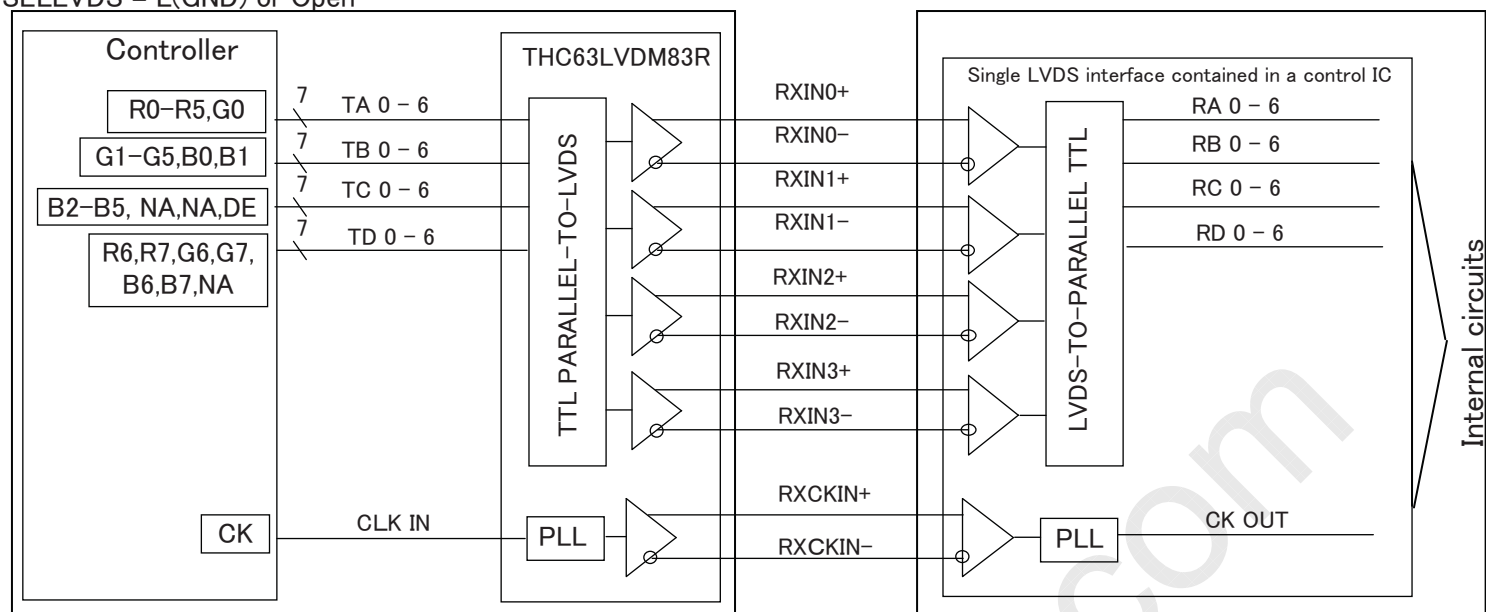 SELLVDS = L(GND) or Open
Controller
THC63LVDM83R
Single LVDS interface contained in a control IC
R0-R5,G0
7
TA 0 - 6
RXIN0+
RA 0 - 6
RXIN0-
G1-G5,B0,B1
7
TB 0 - 6
RB 0 - 6
B2-B5, NA,NA,DE
7
TC 0 - 6
RXIN1+
RC 0 - 6
RXIN1-
R6,R7,G6,G7,
B6,B7,NA
7
TD 0 - 6
RD 0 - 6
TTL PARALLEL-TO-LVDS
RXIN2+
RXIN2-
RXIN3+
RXIN3-
LVDS-TO-PARALLEL TTL
Internal circuits
CK
CLK IN
PLL
RXCKIN+
RXCKIN-
PLL
CK OUT
com